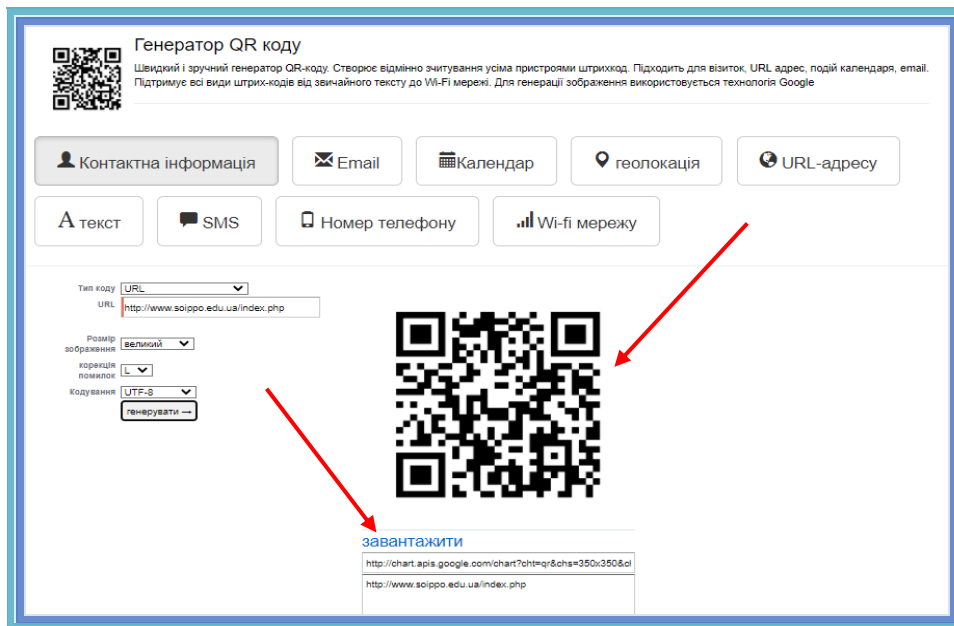 Генератор QR коду
Швидкий і зручний генератор QR-коду. Створює відмінно зчитування усіма пристроями штрихкод. Підходить для візиток, URL адрес, подій календаря, email.
Підтримує всі види штрих-кодів від звичайного тексту до Wi-Fi мережі. Для генерації зображення використовується технологія Google
Контактна інформація
Email
Календар
геолокація
URL-адресу
A текст
SMS
Номер телефону
Wi-fi мережу
Тип коду URL
URL http://www.soippo.edu.ua/index.php
Розмір
зображення великий
корекція
помилок L
Кодування UTF-8
генерувати →
завантажити
http://chart.apis.google.com/chart?cht=qr&chs=350x350&cl
http://www.soippo.edu.ua/index.php